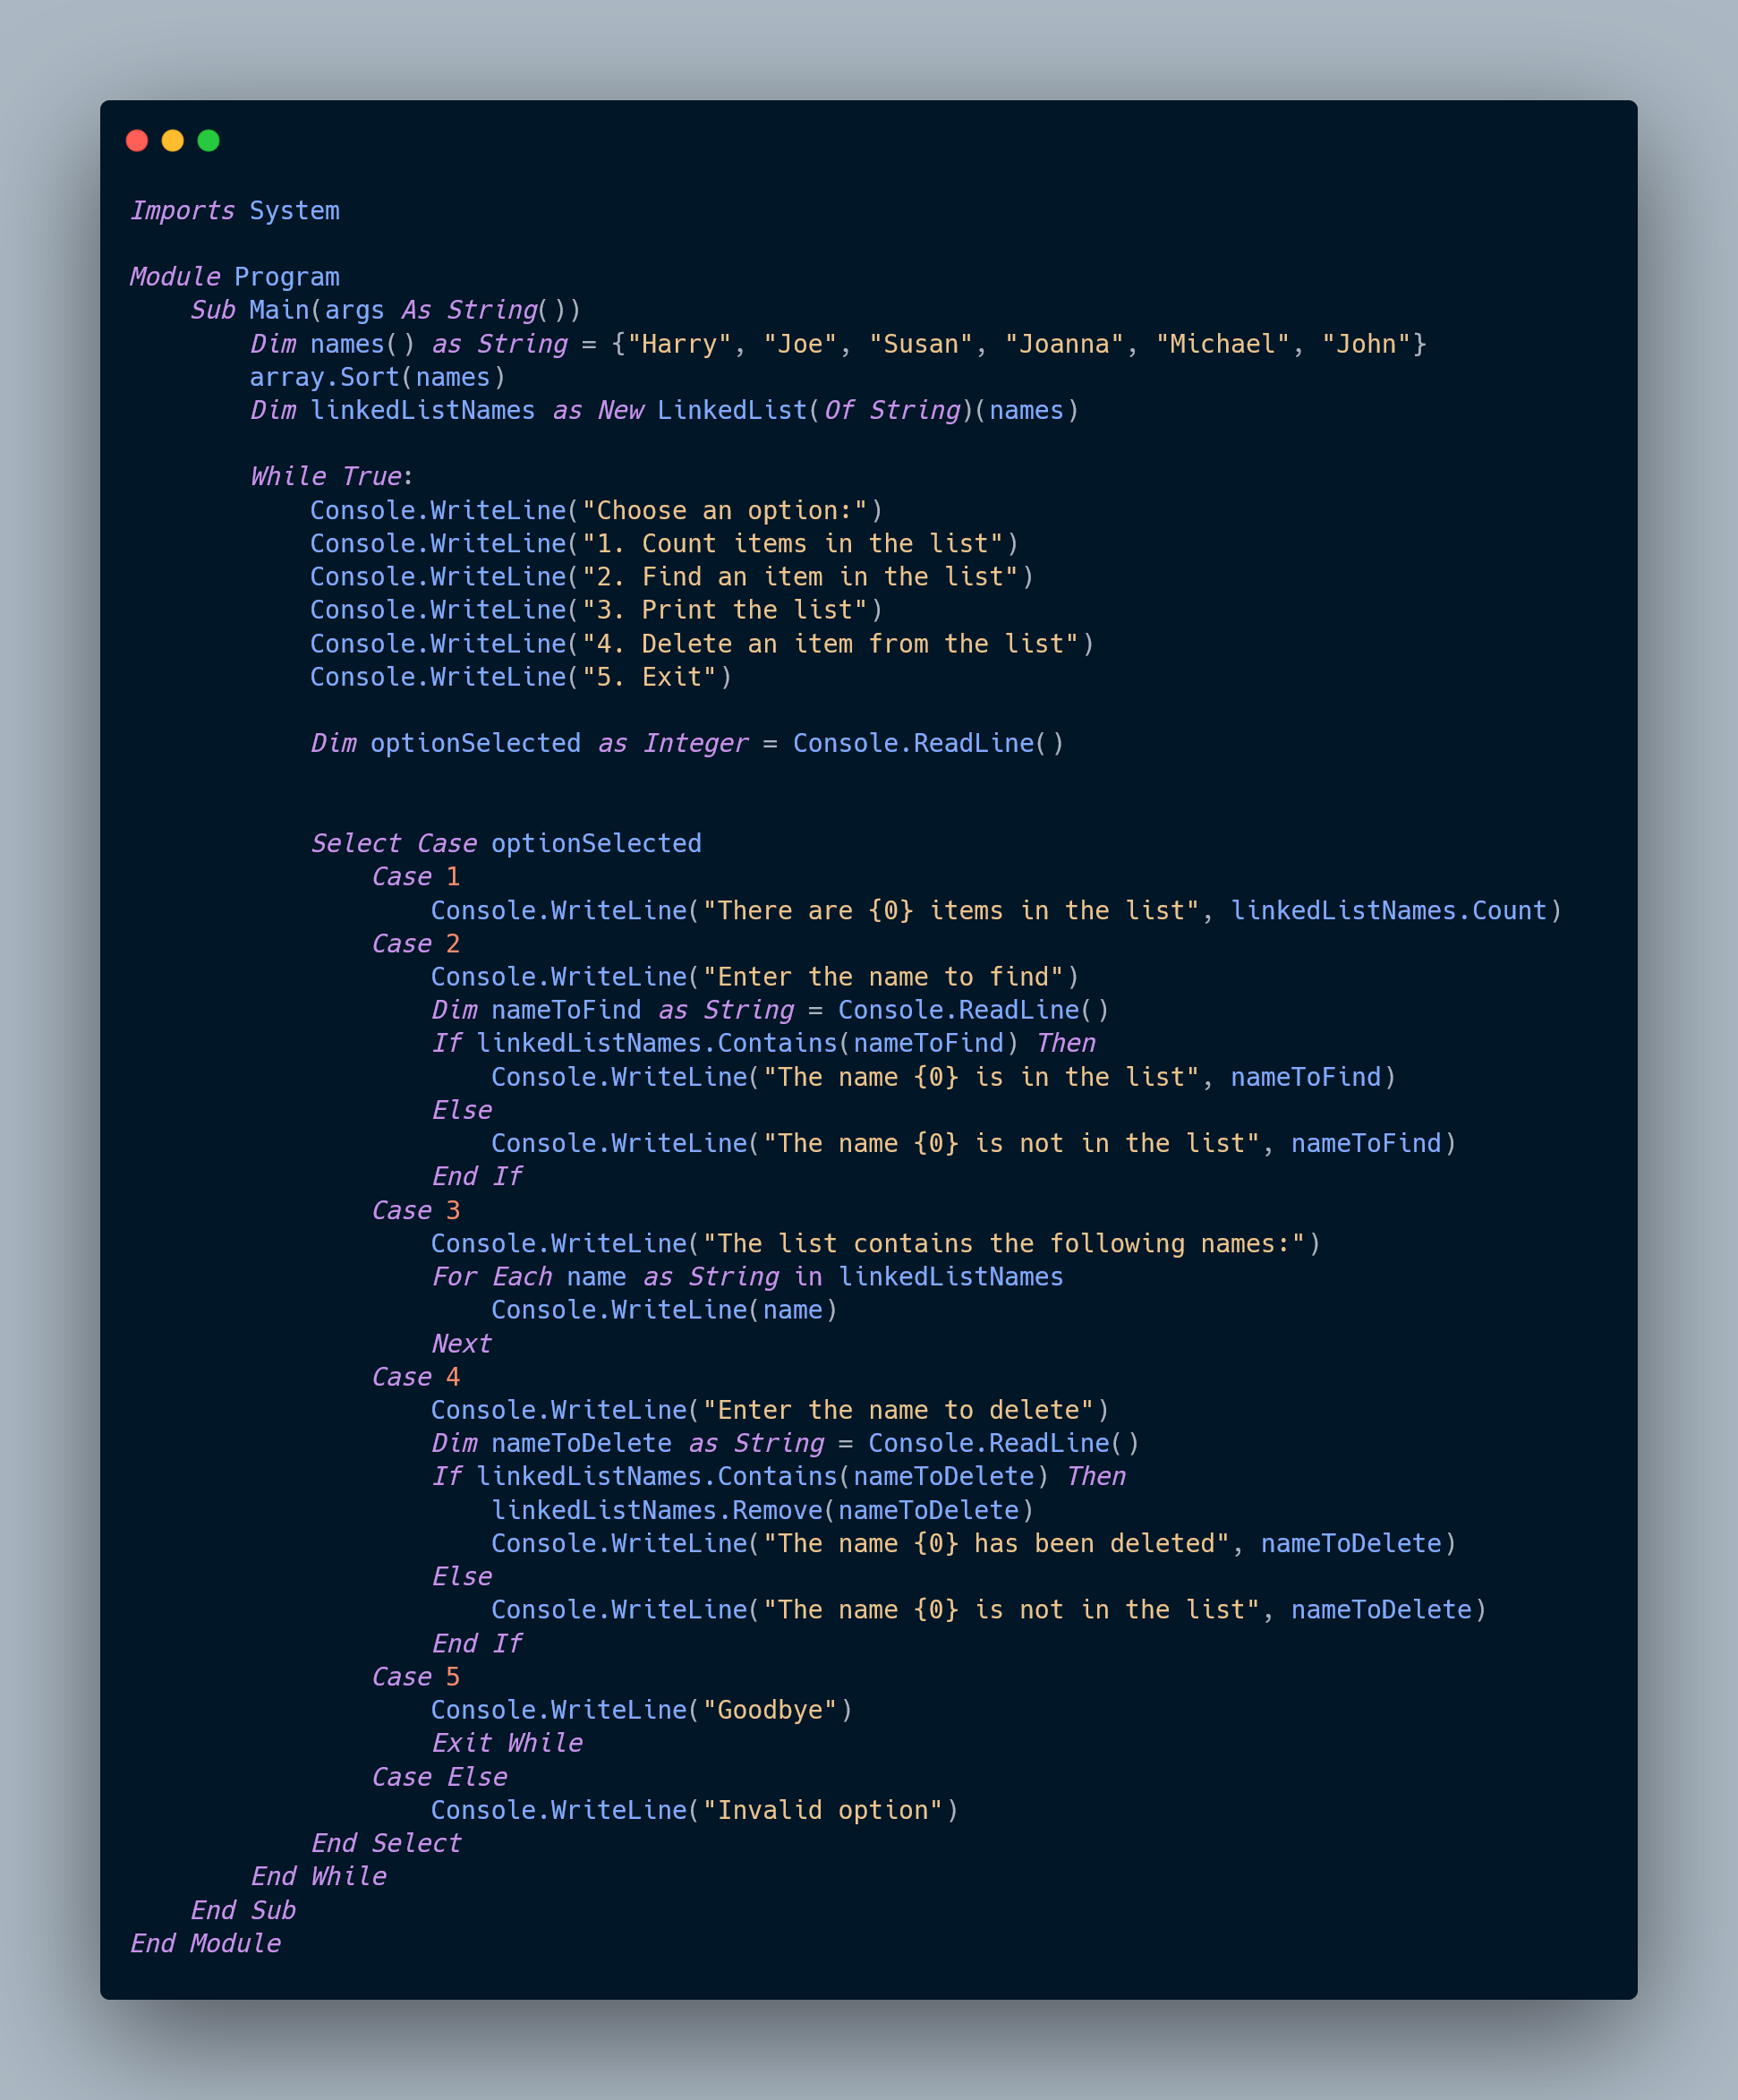 Imports System

Module Program
    Sub Main(args As String())
        Dim names() as String = {"Harry", "Joe", "Susan", "Joanna", "Michael", "John"}
        array.Sort(names)
        Dim linkedListNames as New LinkedList(Of String)(names)

        While True:
            Console.WriteLine("Choose an option:")
            Console.WriteLine("1. Count items in the list")
            Console.WriteLine("2. Find an item in the list")
            Console.WriteLine("3. Print the list")
            Console.WriteLine("4. Delete an item from the list")
            Console.WriteLine("5. Exit")

            Dim optionSelected as Integer = Console.ReadLine()


            Select Case optionSelected
                Case 1
                    Console.WriteLine("There are {0} items in the list", linkedListNames.Count)
                Case 2
                    Console.WriteLine("Enter the name to find")
                    Dim nameToFind as String = Console.ReadLine()
                    If linkedListNames.Contains(nameToFind) Then
                        Console.WriteLine("The name {0} is in the list", nameToFind)
                    Else
                        Console.WriteLine("The name {0} is not in the list", nameToFind)
                    End If
                Case 3
                    Console.WriteLine("The list contains the following names:")
                    For Each name as String in linkedListNames
                        Console.WriteLine(name)
                    Next
                Case 4
                    Console.WriteLine("Enter the name to delete")
                    Dim nameToDelete as String = Console.ReadLine()
                    If linkedListNames.Contains(nameToDelete) Then
                        linkedListNames.Remove(nameToDelete)
                        Console.WriteLine("The name {0} has been deleted", nameToDelete)
                    Else
                        Console.WriteLine("The name {0} is not in the list", nameToDelete)
                    End If
                Case 5
                    Console.WriteLine("Goodbye")
                    Exit While
                Case Else
                    Console.WriteLine("Invalid option")
            End Select
        End While
    End Sub
End Module